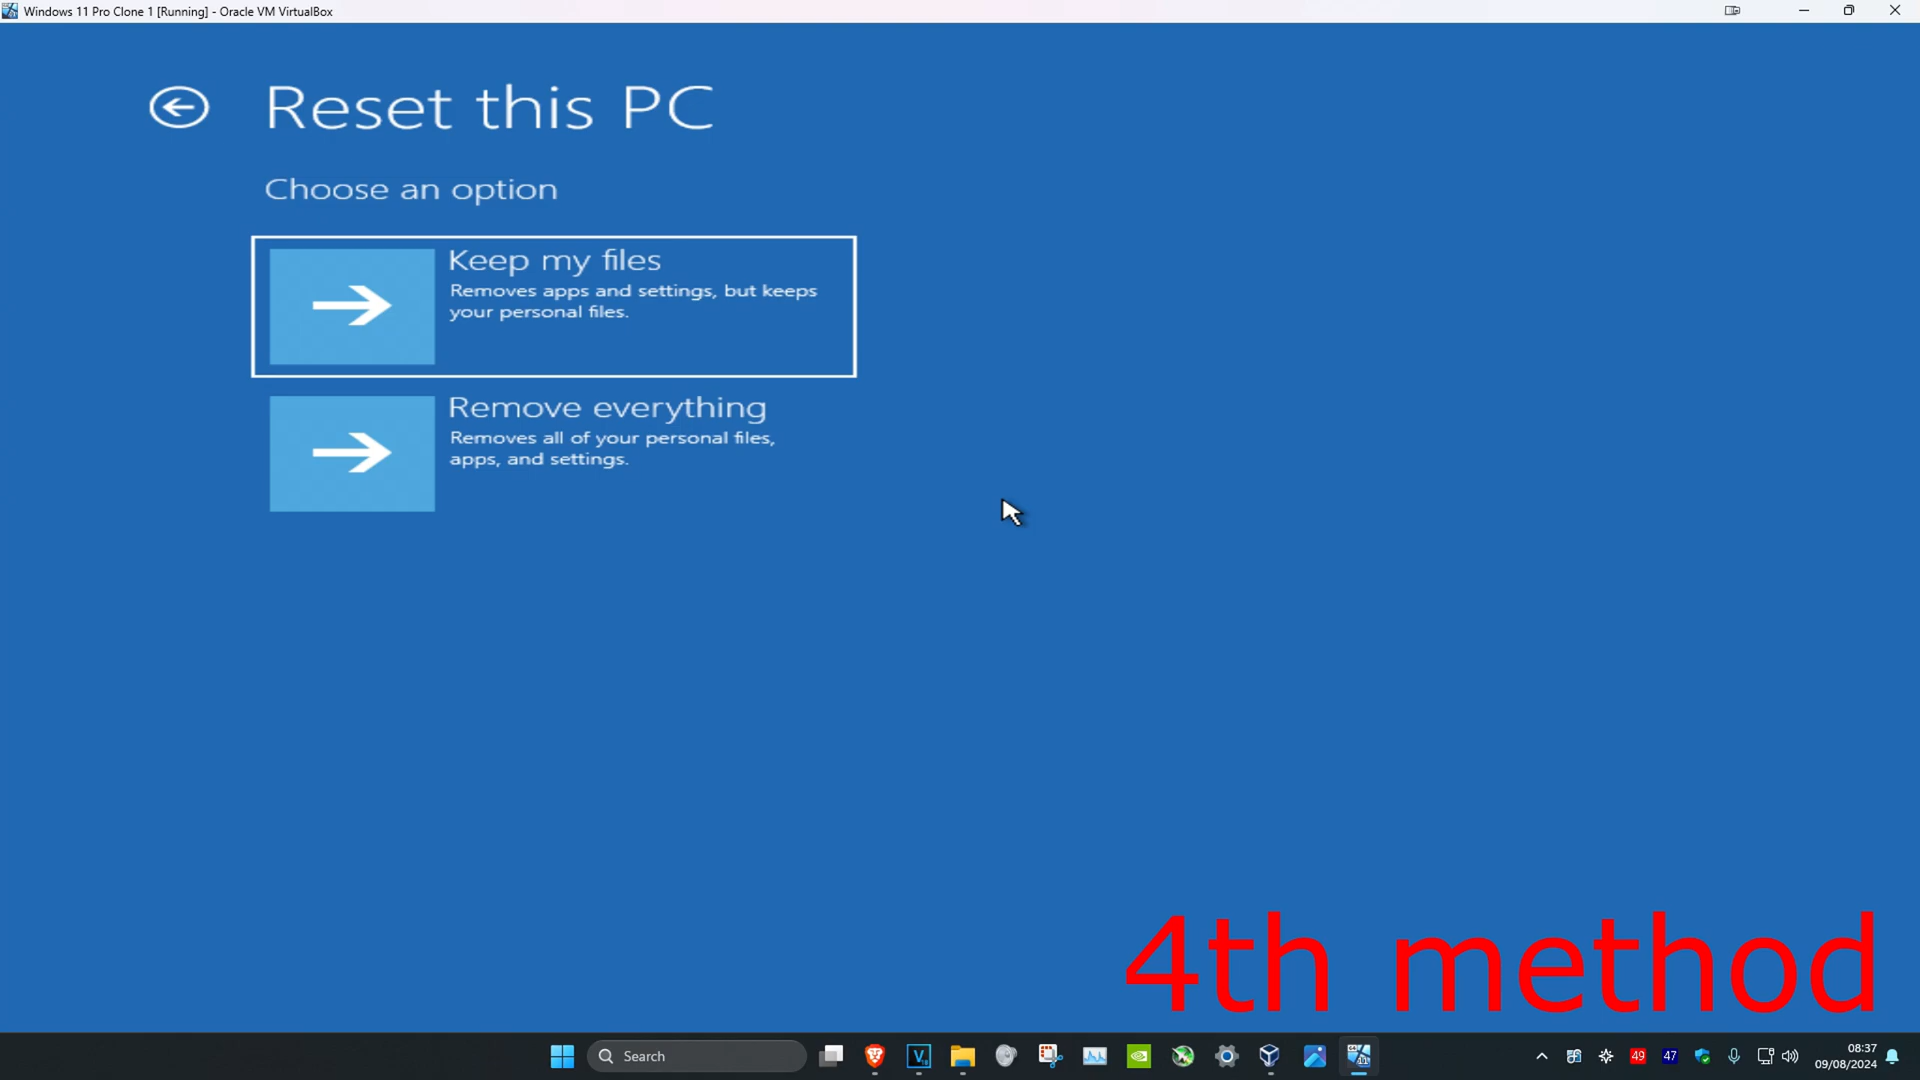 Windows 11 Pro Clone 1 [Running] - Oracle VM VirtualBox
Reset this PC
Choose an option
Keep my files
Removes apps and settings, but keeps
your personal files.
Remove everything
Removes all of your personal files,
apps, and settings.
4th method
Search
49
47
08:37
09/08/2024